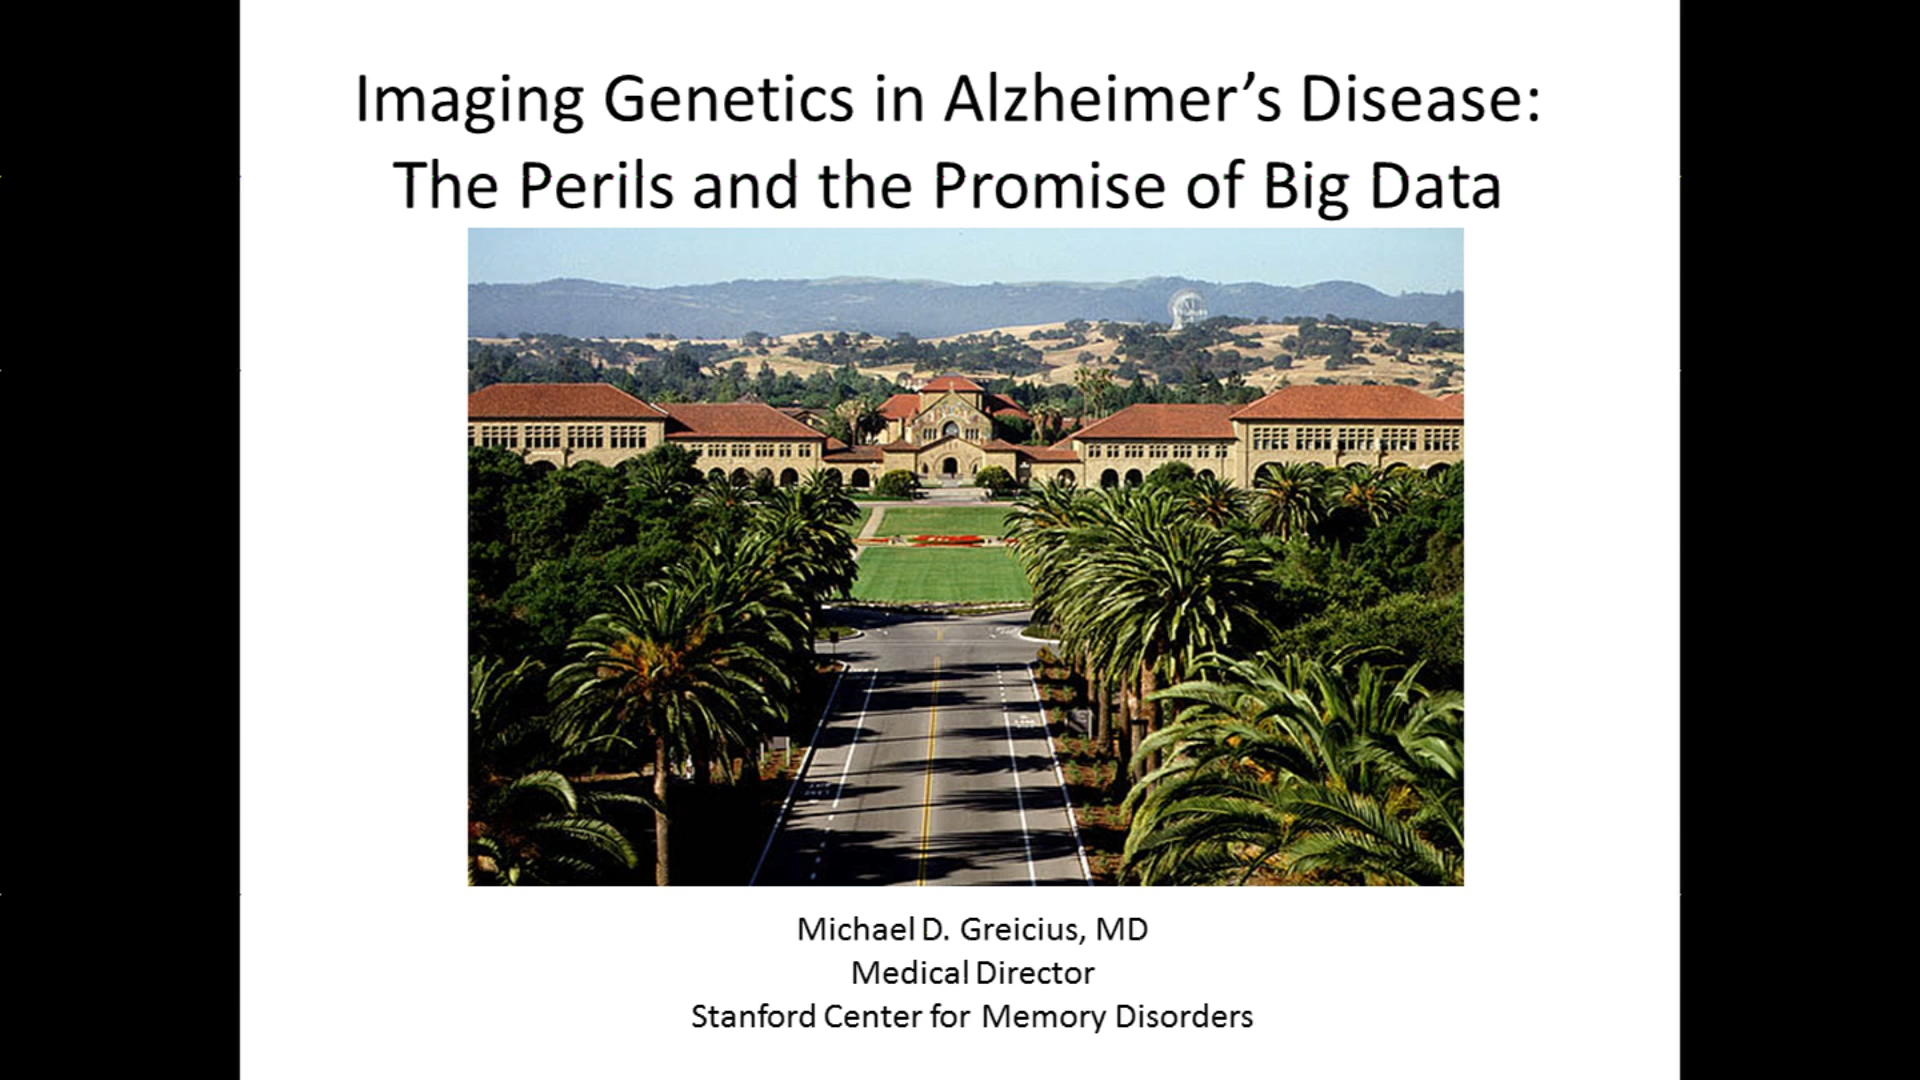 Imaging Genetics in Alzheimer’s Disease:
The Perils and the Promise of Big Data
Michael D. Greicius, MD
Medical Director
Stanford Center for Memory Disorders